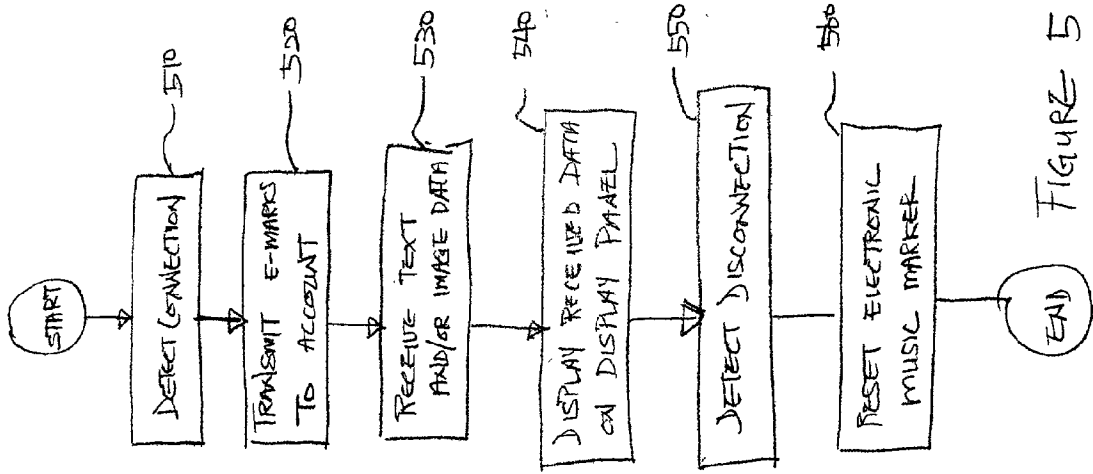 START
DETECT CONNECTION
510
TRANSMIT E-MARKS
TO ACCOUNT
520
RECEIVE TEXT
AND/OR IMAGE DATA
530
DISPLAY RECEIVED DATA
ON DISPLAY PANEL
540
DETECT DISCONNECTION
550
RESET ELECTRONIC
MUSIC MARKER
560
END
FIGURE 5